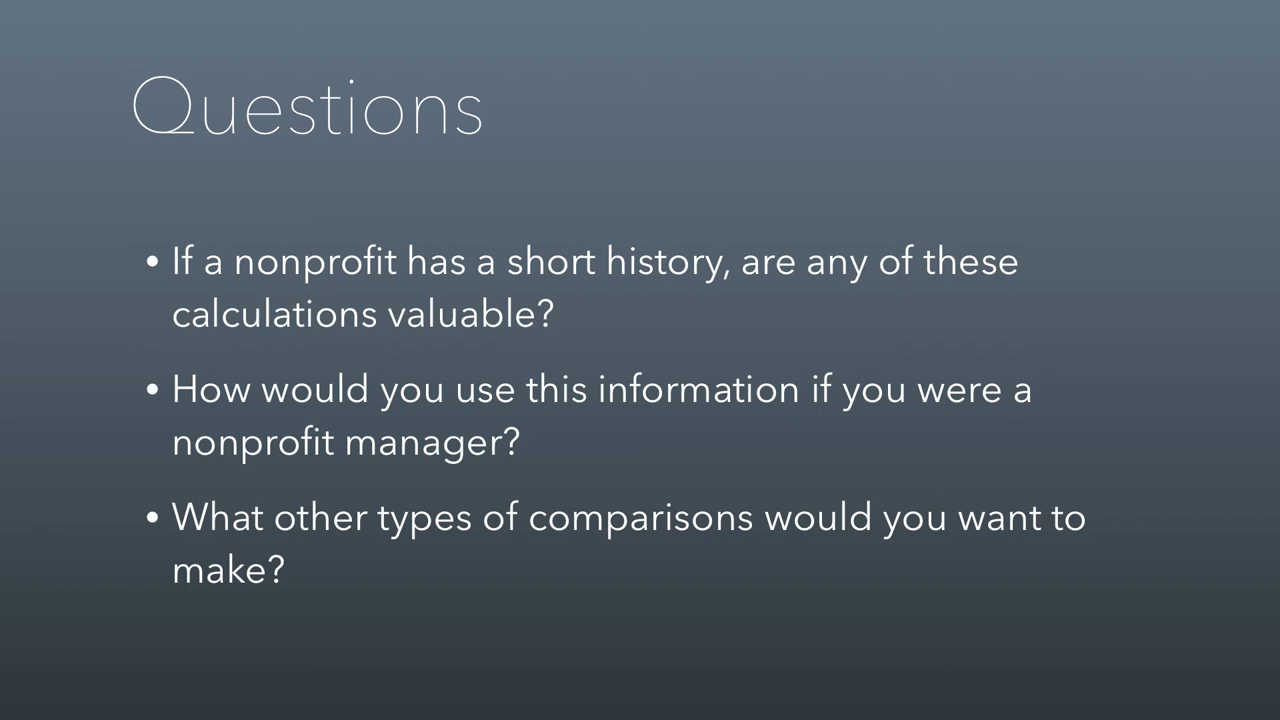 Questions
• If a nonprofit has a short history, are any of these
calculations valuable?
• How would you use this information if you were a
nonprofit manager?
• What other types of comparisons would you want to
make?